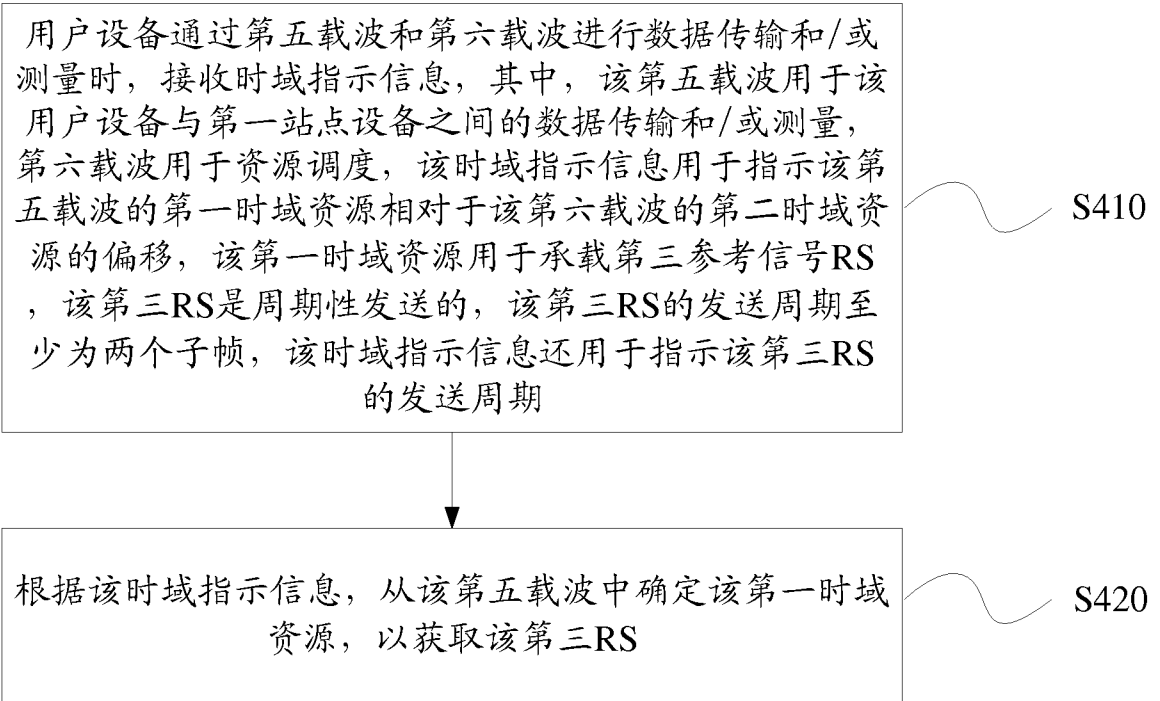 用户设备通过第五载波和第六载波进行数据传输和/或
测量时，接收时域指示信息，其中，该第五载波用于该
用户设备与第一站点设备之间的数据传输和/或测量，
第六载波用于资源调度，该时域指示信息用于指示该第
五载波的第一时域资源相对于该第六载波的第二时域资
源的偏移，该第一时域资源用于承载第三参考信号RS
，该第三RS是周期性发送的，该第三RS的发送周期至
少为两个子帧，该时域指示信息还用于指示该第三RS
的发送周期
S410
根据该时域指示信息，从该第五载波中确定该第一时域
资源，以获取该第三RS
S420